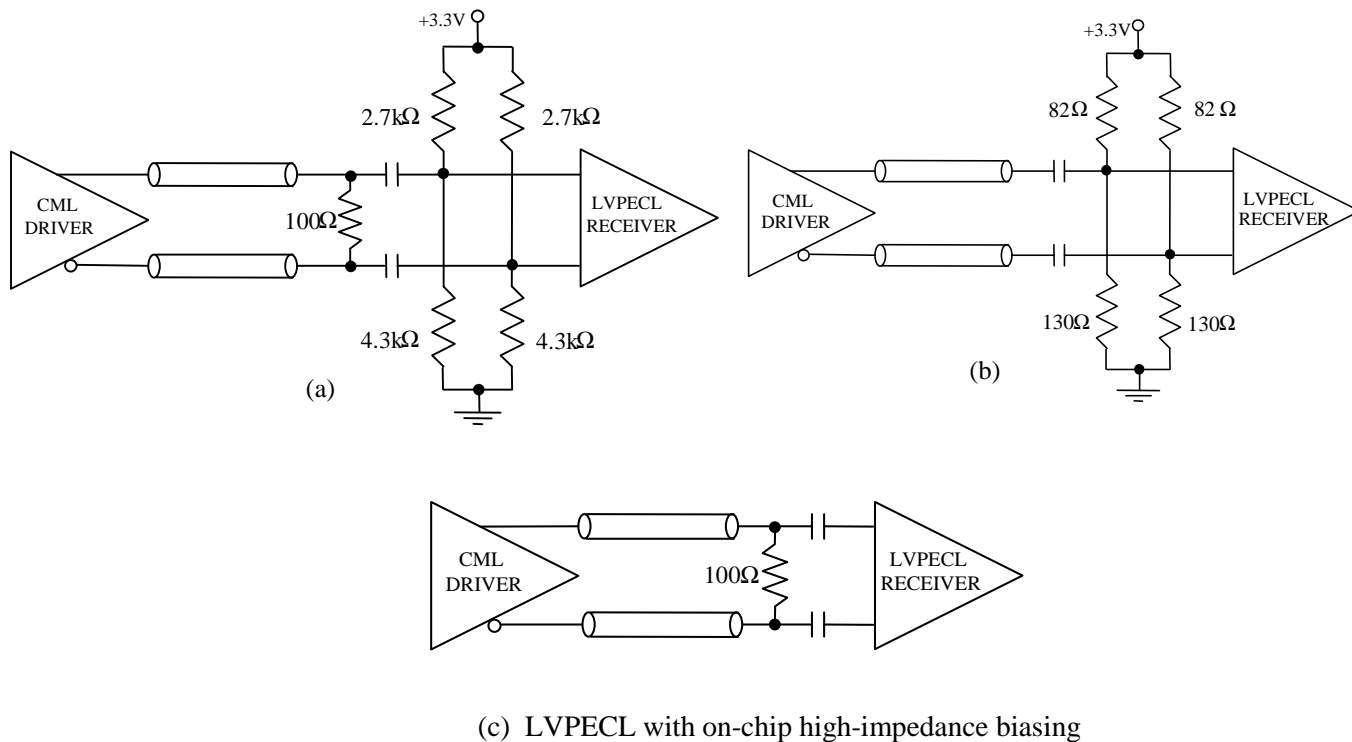 +3.3V
2.7kΩ
2.7kΩ
CML
DRIVER
100Ω
LVPECL
RECEIVER
4.3kΩ
4.3kΩ
(a)
+3.3V
82Ω
82 Ω
CML
DRIVER
LVPECL
RECEIVER
130Ω
130Ω
(b)
CML
DRIVER
100Ω
LVPECL
RECEIVER
(c) LVPECL with on-chip high-impedance biasing